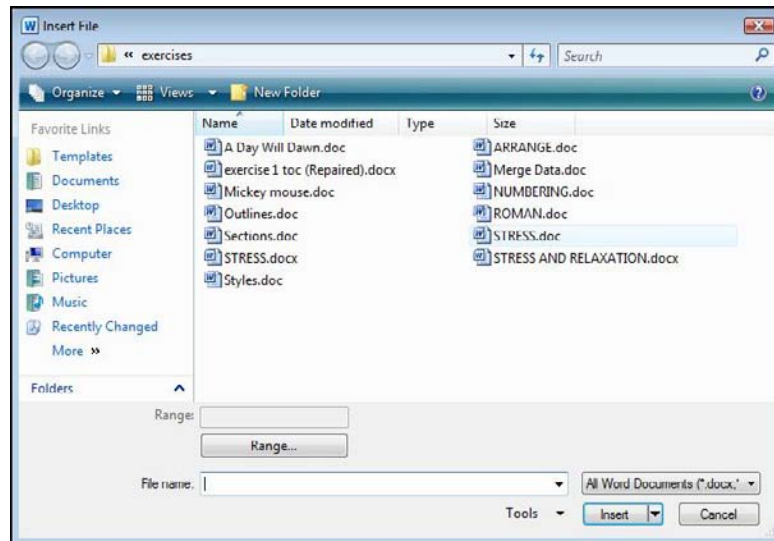 Insert File
« exercises
Search
Organize Views New Folder
Favorite Links
Templates
Documents
Desktop
Recent Places
Computer
Pictures
Music
Recently Changed
More »
Folders
Name Date modified Type Size
A Day Will Dawn.doc ARRANGE.doc
exercise 1 toc (Repaired).docx Merge Data.doc
Mickey mouse.doc NUMBERING.doc
Outlines.doc ROMAN.doc
Sections.doc STRESS.doc
STRESS.docx STRESS AND RELAXATION.docx
Styles.doc
Range:
Range...
File name: All Word Documents (*.docx;*
Tools Insert Cancel